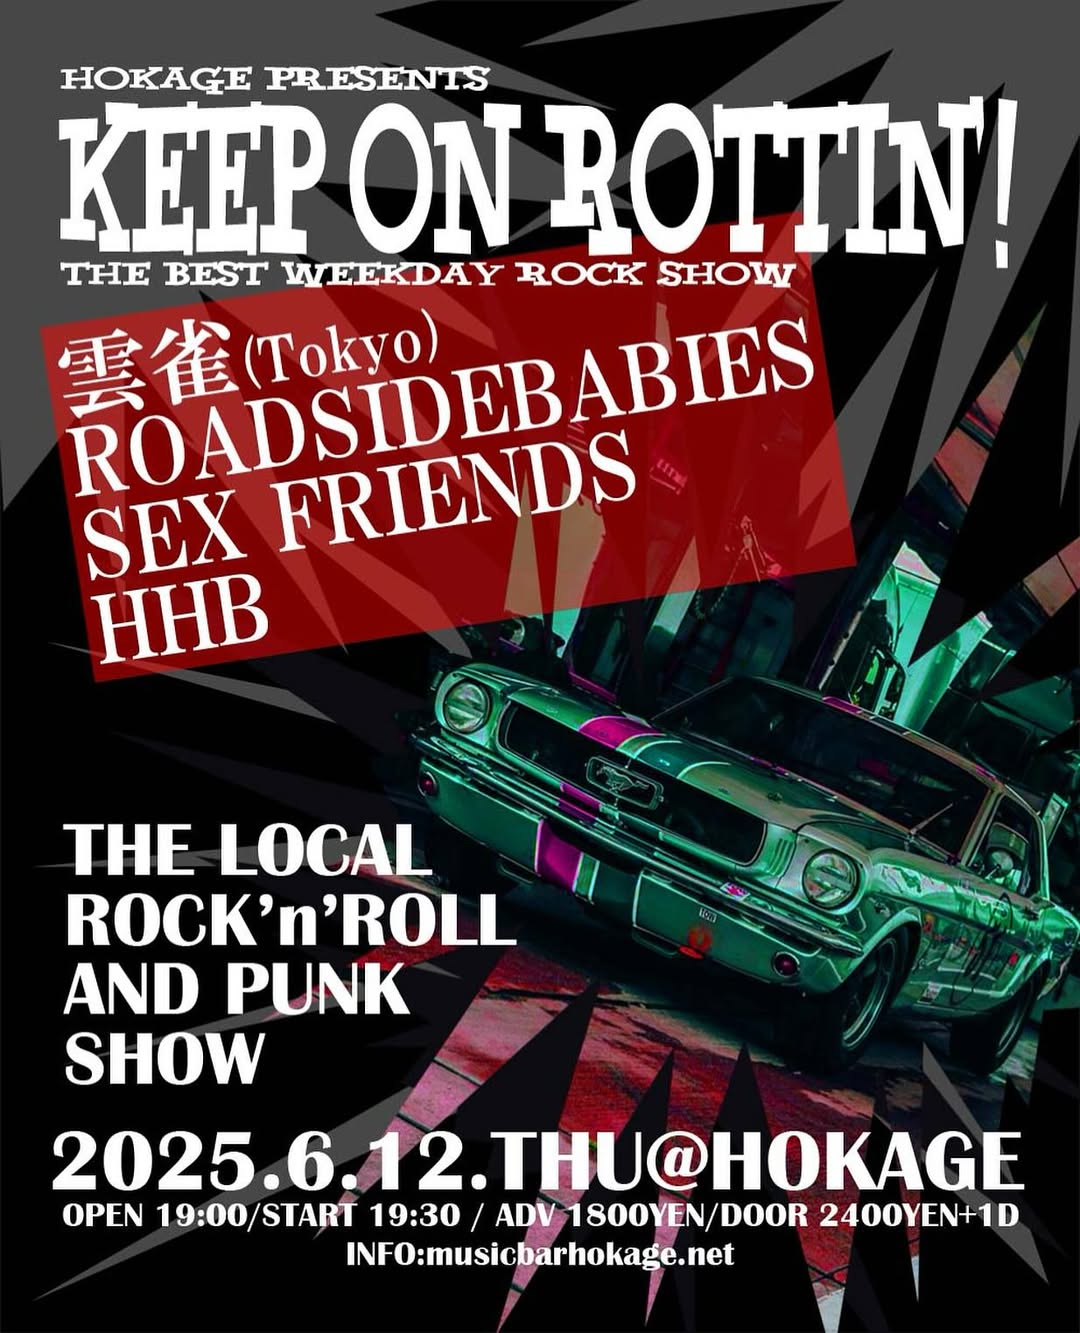 HOKAGE PRESENTS
KEEP ON ROTTIN'!
THE BEST WEEKDAY ROCK SHOW
雲雀(Tokyo)
ROADSIDEBABIES
SEX FRIENDS
HHB
THE LOCAL
ROCK'n'ROLL
AND PUNK
SHOW
TOW
2025.6.12.THU@HOKAGE
OPEN 19:00/START 19:30 / ADV 1800YEN/DOOR 2400YEN+1D
INFO:musicbarhokage.net